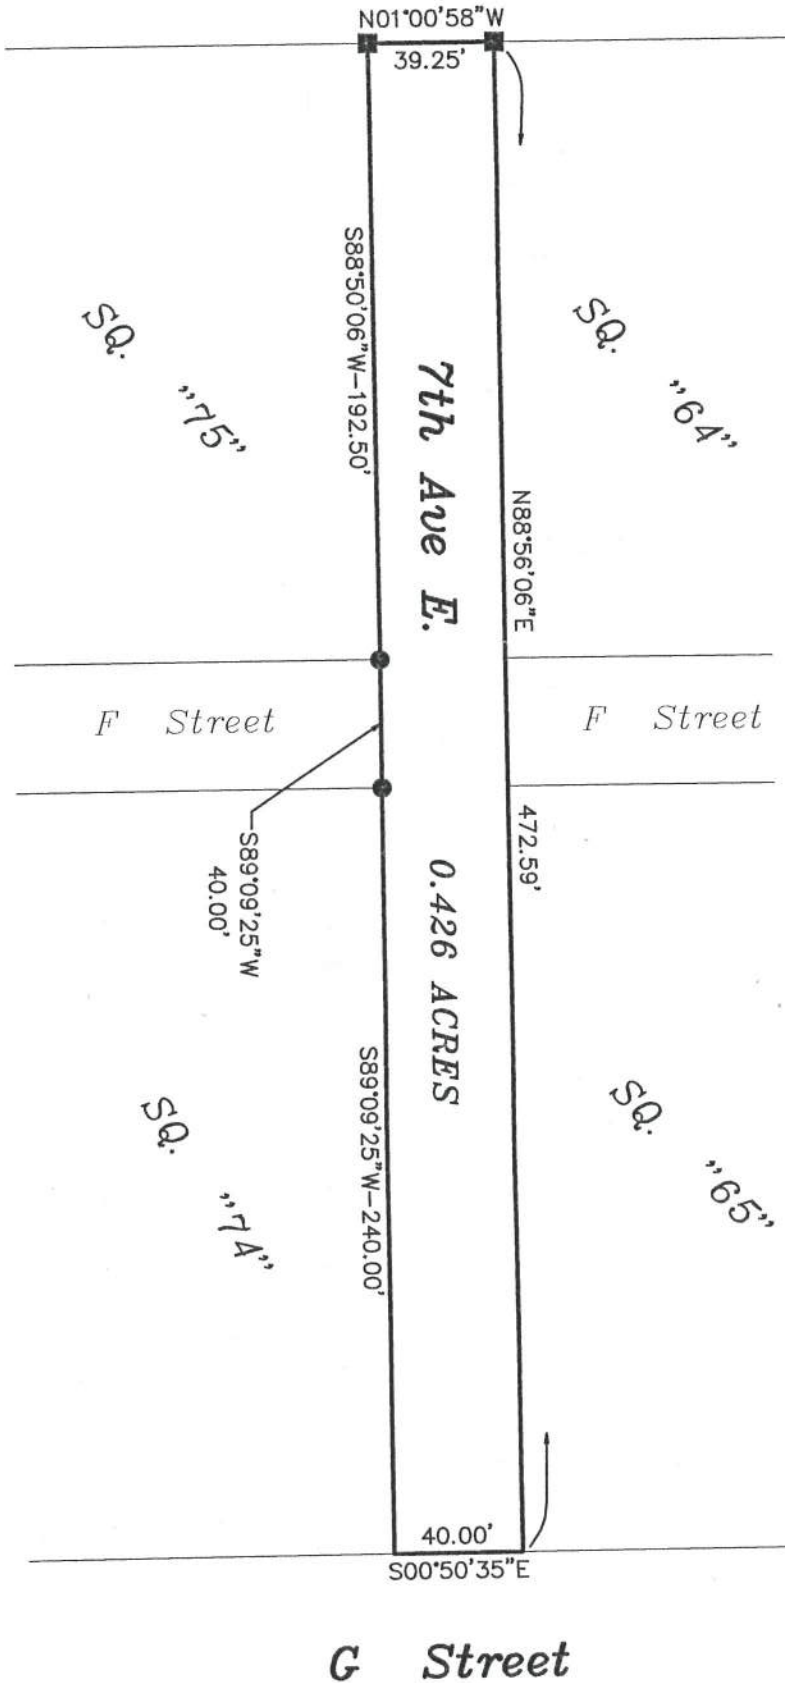 N01°00'58"W
39.25'
S88°50'06"W-192.50'
SQ. "75"
SQ. "64"
7th Ave E.
N88°56'06"E
F Street
F Street
472.59'
S89°09'25"W
40.00'
0.426 ACRES
S89°09'25"W-240.00'
SQ. "74"
SQ. "65"
40.00'
S00°50'35"E
G Street